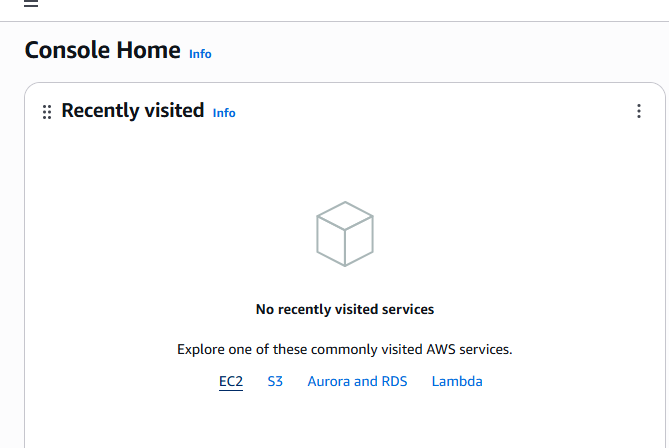 Console Home Info
Recently visited Info
No recently visited services
Explore one of these commonly visited AWS services.
EC2 S3 Aurora and RDS Lambda